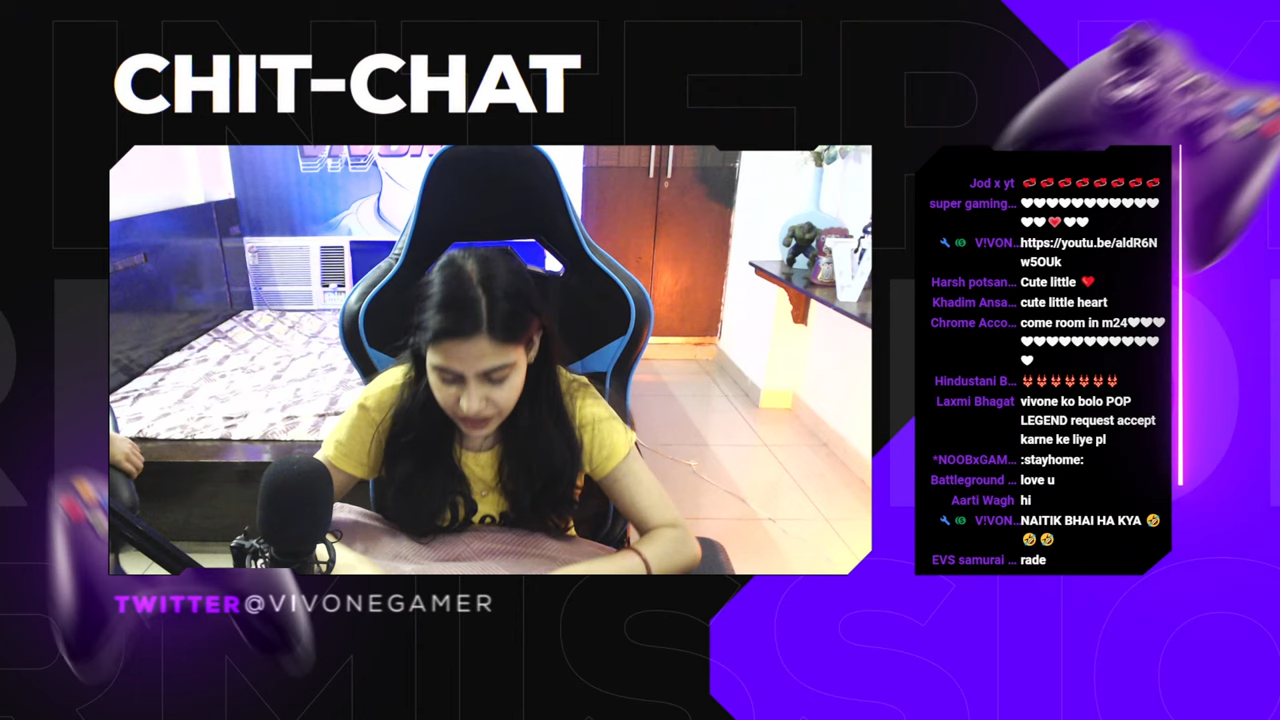 CHIT-CHAT
Jod x yt
super gaming...
V!VON... https://youtu.be/aldR6N
w5OUk
Harsh potsan... Cute little
Khadim Ansa... cute little heart
Chrome Acco... come room in m24
Hindustani B...
Laxmi Bhagat vivone ko bolo POP
LEGEND request accept
karne ke liye pl
*NOOBxGAM... :stayhome:
Battleground ... love u
Aarti Wagh hi
V!VON... NAITIK BHAI HA KYA
EVS samurai ... rade
TWITTER@VIVONEGAMER